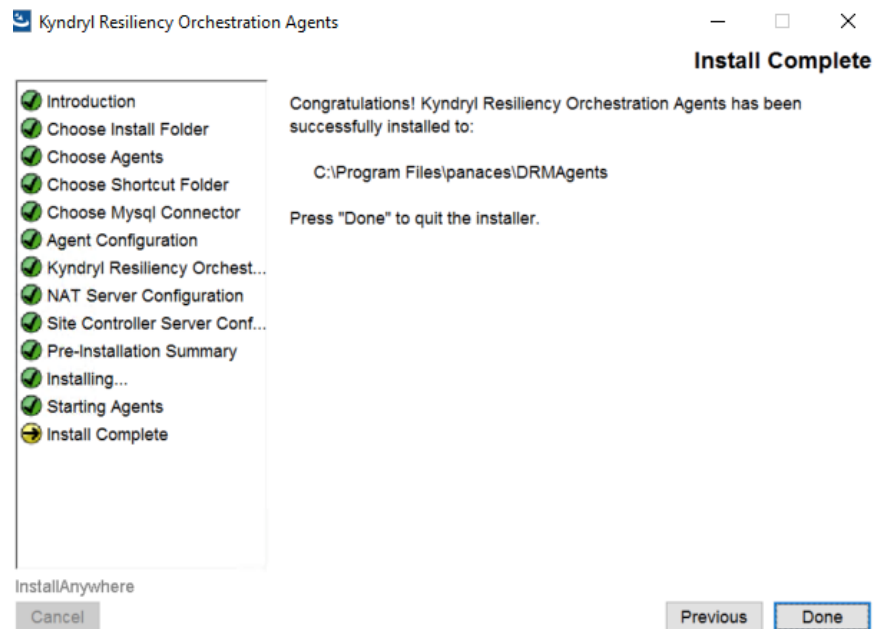 Kyndryl Resiliency Orchestration Agents
Install Complete
Introduction
Choose Install Folder
Choose Agents
Choose Shortcut Folder
Choose Mysql Connector
Agent Configuration
Kyndryl Resiliency Orchest...
NAT Server Configuration
Site Controller Server Conf...
Pre-Installation Summary
Installing...
Starting Agents
Install Complete
Congratulations! Kyndryl Resiliency Orchestration Agents has been
successfully installed to:
C:\Program Files\panaces\DRMAgents
Press "Done" to quit the installer.
InstallAnywhere
Cancel
Previous
Done